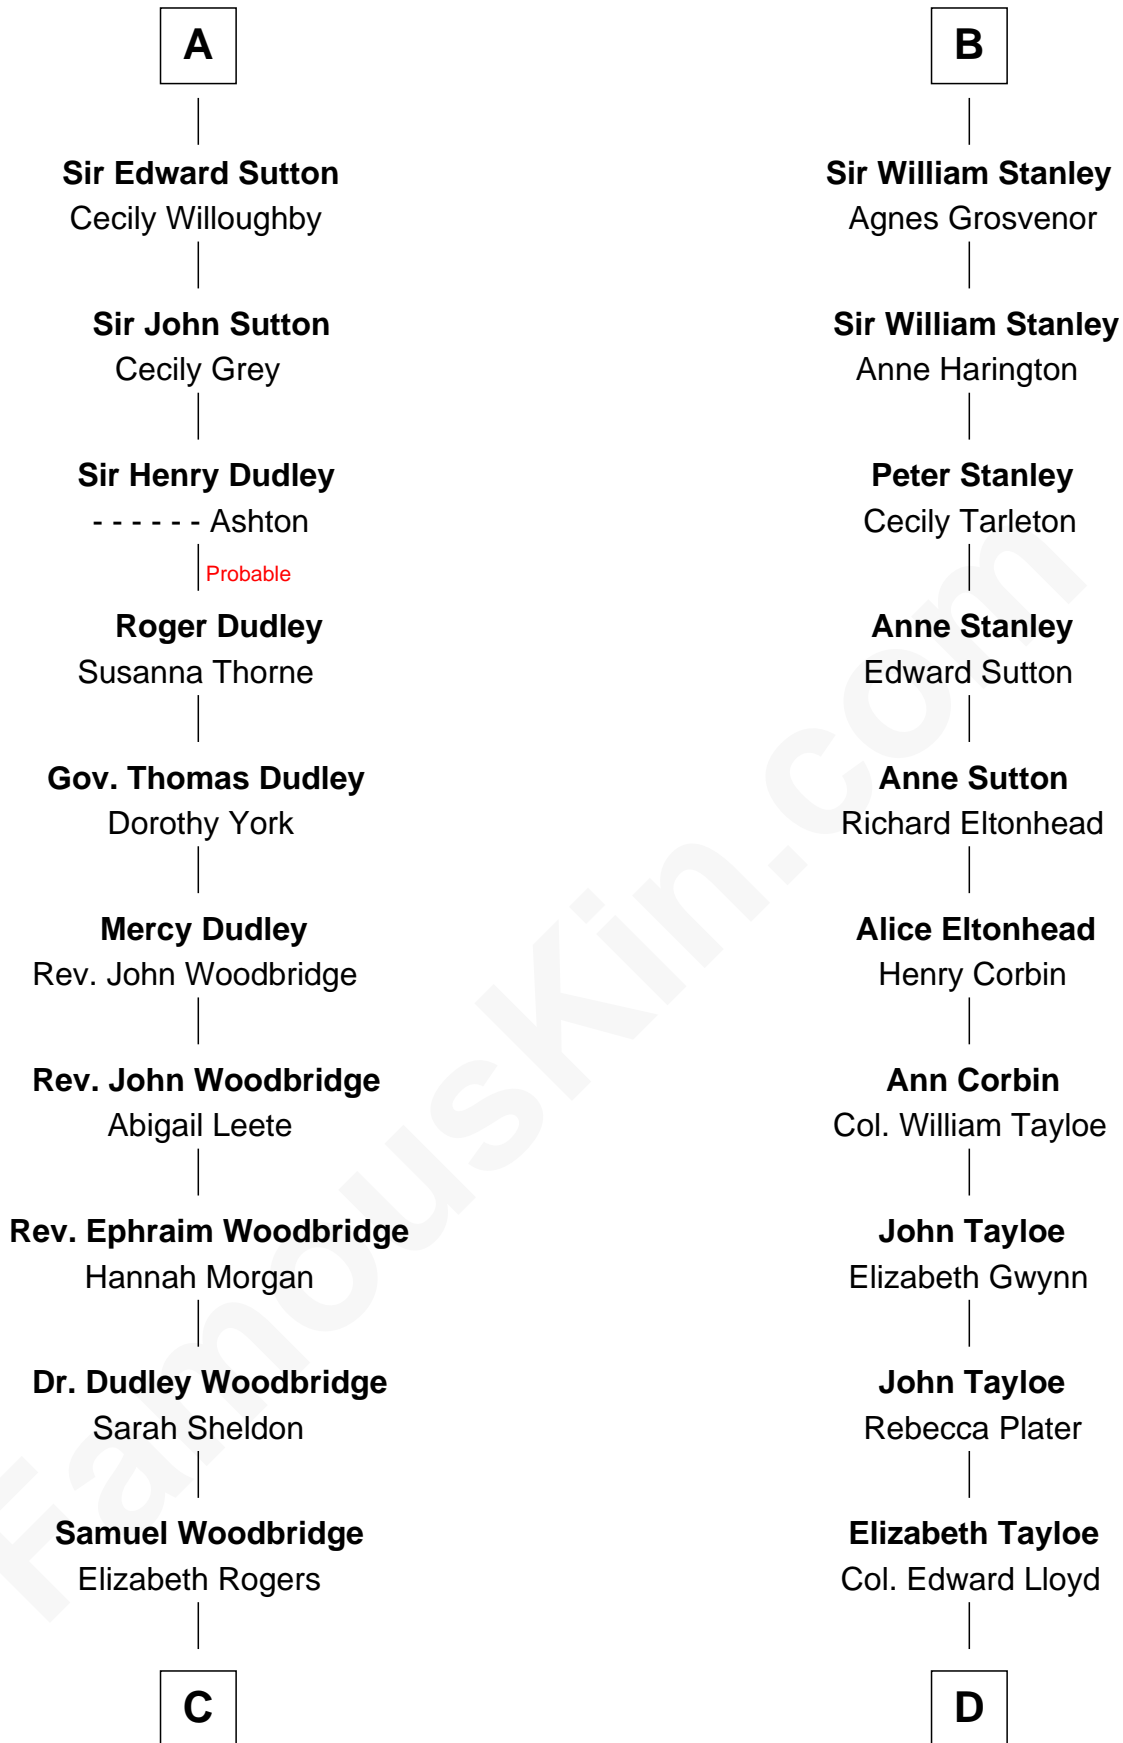 A
Sir Edward Sutton
Cecily Willoughby
Sir John Sutton
Cecily Grey
Sir Henry Dudley
- - - - - - Ashton
Probable
Roger Dudley
Susanna Thorne
Gov. Thomas Dudley
Dorothy York
Mercy Dudley
Rev. John Woodbridge
Rev. John Woodbridge
Abigail Leete
Rev. Ephraim Woodbridge
Hannah Morgan
Dr. Dudley Woodbridge
Sarah Sheldon
Samuel Woodbridge
Elizabeth Rogers
C
B
Sir William Stanley
Agnes Grosvenor
Sir William Stanley
Anne Harington
Peter Stanley
Cecily Tarleton
Anne Stanley
Edward Sutton
Anne Sutton
Richard Eltonhead
Alice Eltonhead
Henry Corbin
Ann Corbin
Col. William Tayloe
John Tayloe
Elizabeth Gwynn
John Tayloe
Rebecca Plater
Elizabeth Tayloe
Col. Edward Lloyd
D
FamousKin.com